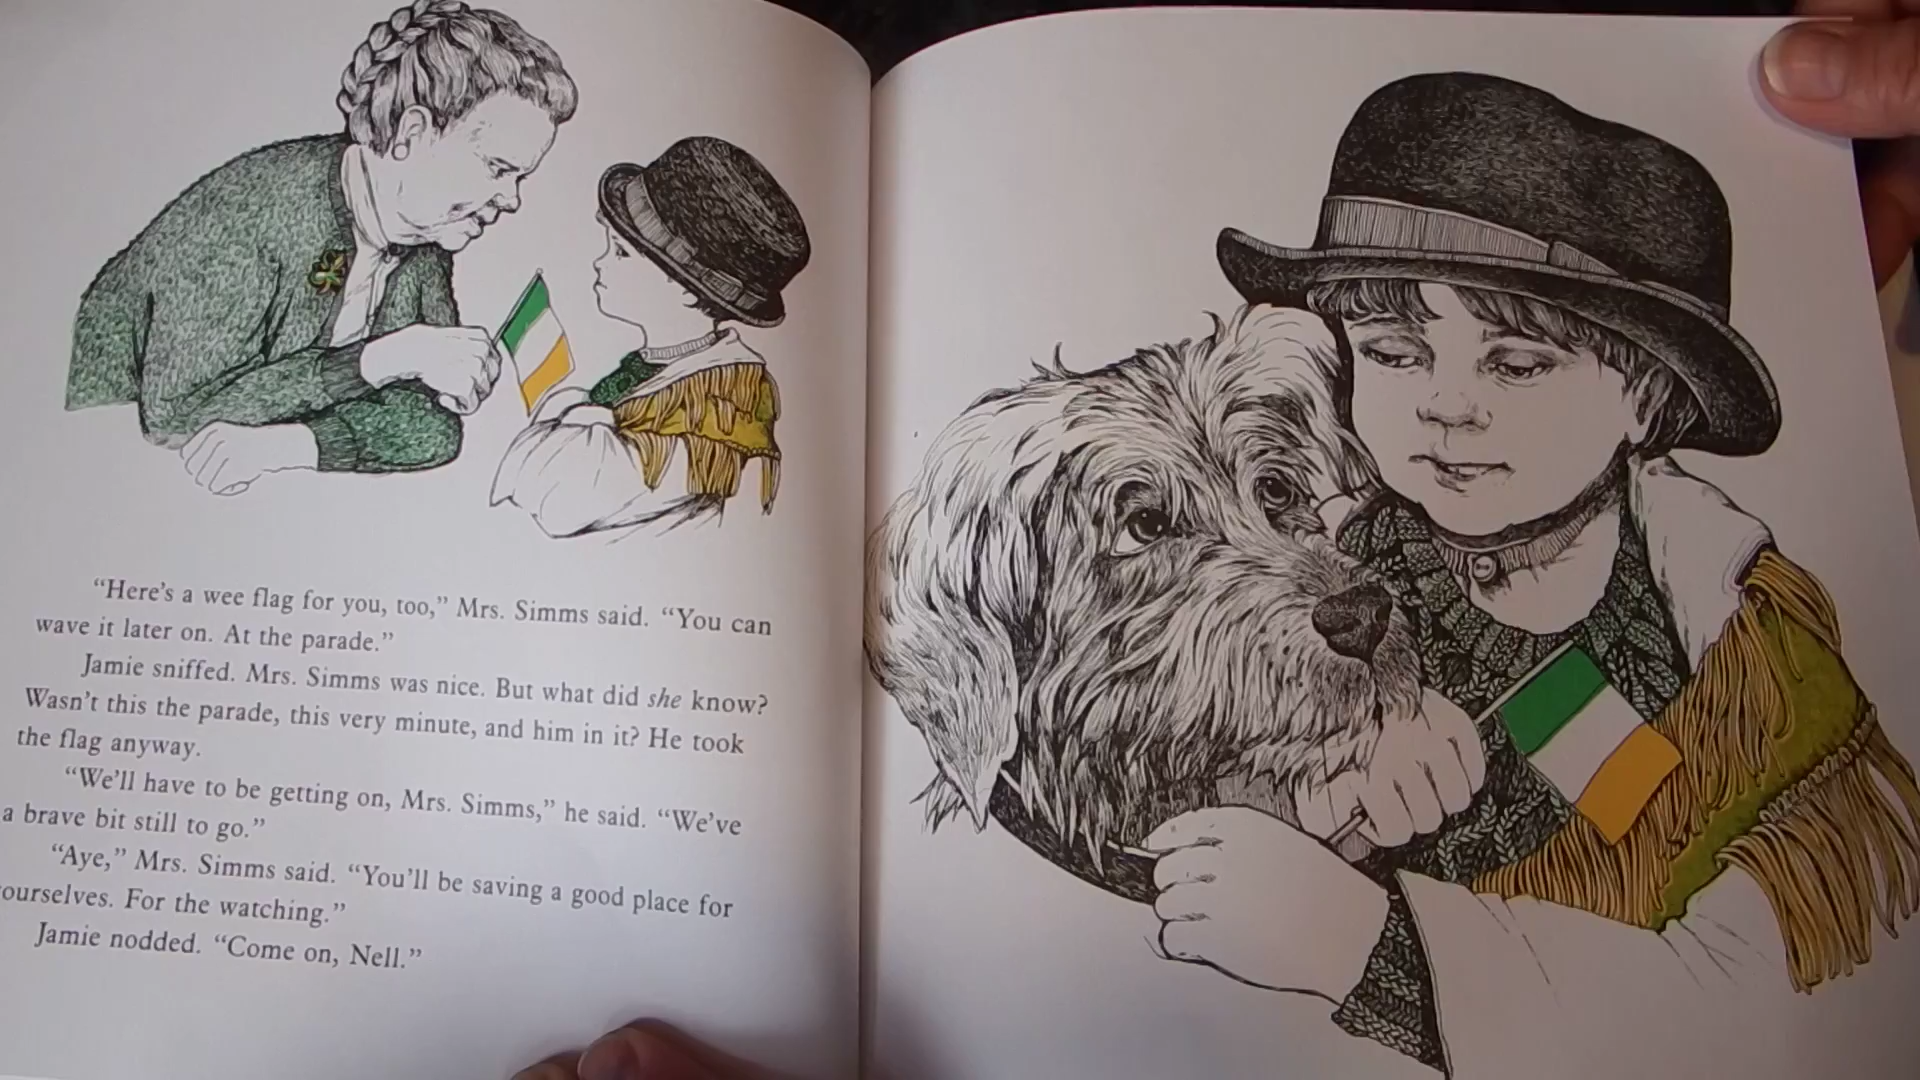 “Here’s a wee flag for you, too,” Mrs. Simms said. “You can
wave it later on. At the parade.”
Jamie sniffed. Mrs. Simms was nice. But what did she know?
Wasn’t this the parade, this very minute, and him in it? He took
the flag anyway.
“We’ll have to be getting on, Mrs. Simms,” he said. “We’ve
a brave bit still to go.”
“Aye,” Mrs. Simms said. “You’ll be saving a good place for
ourselves. For the watching.”
Jamie nodded. “Come on, Nell.”